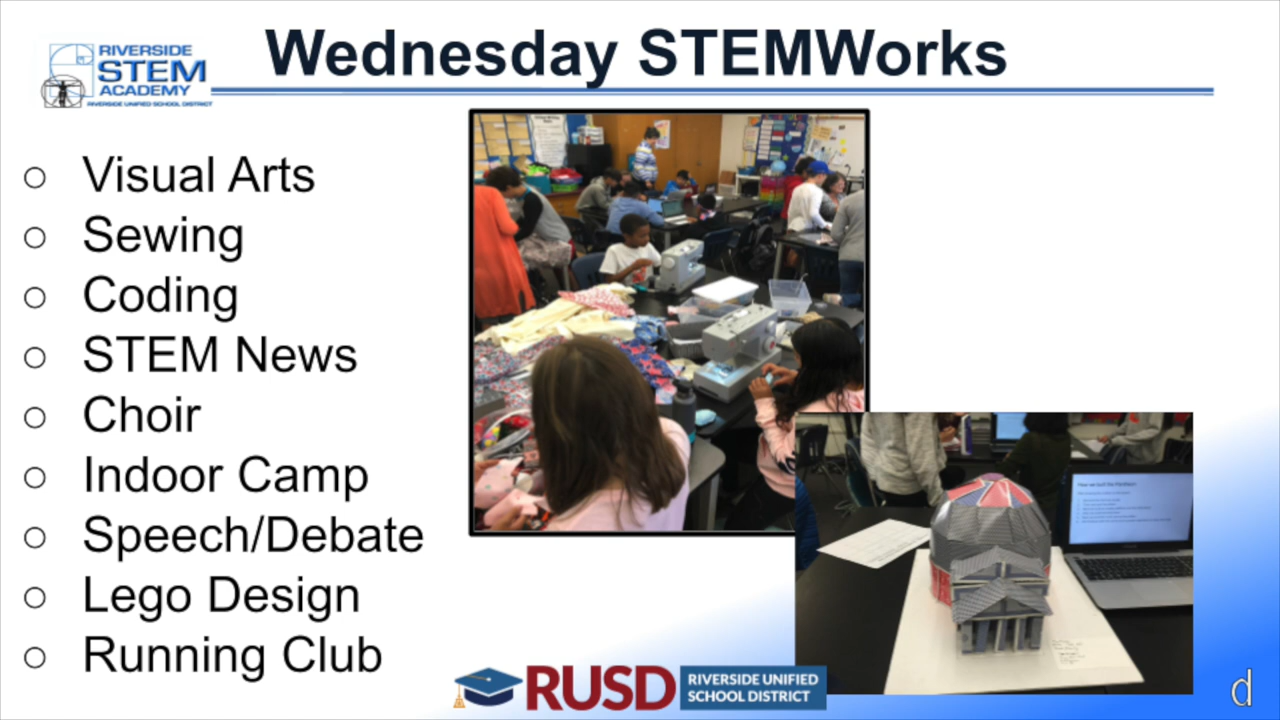 RIVERSIDE
STEM
ACADEMY
RIVERSIDE UNIFIED SCHOOL DISTRICT
Wednesday STEMWorks
○ Visual Arts
○ Sewing
○ Coding
○ STEM News
○ Choir
○ Indoor Camp
○ Speech/Debate
○ Lego Design
○ Running Club
RUSD
RIVERSIDE UNIFIED
SCHOOL DISTRICT
d